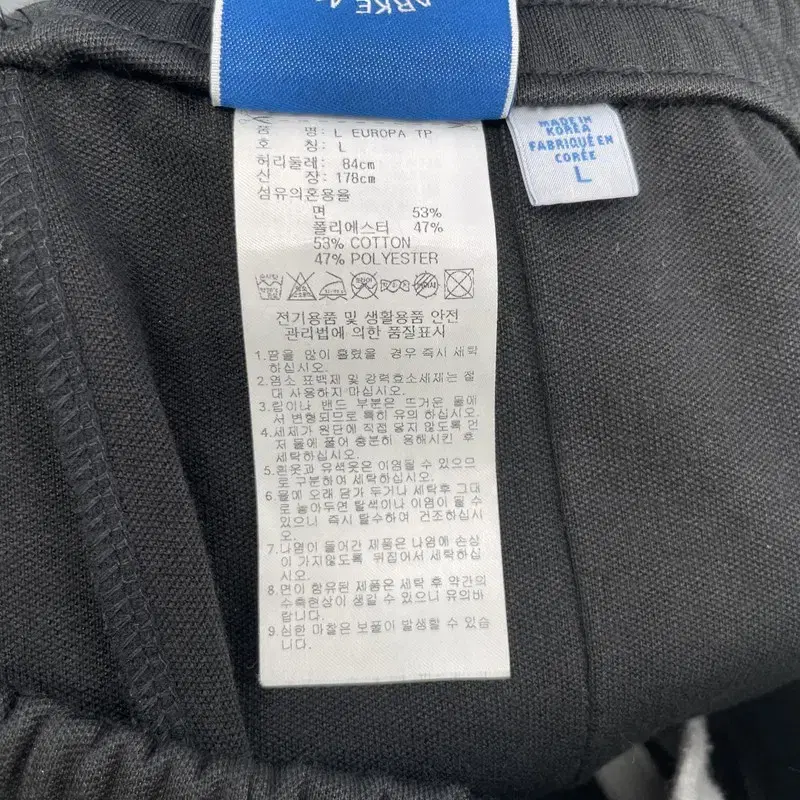 품 명: L EUROPA TP
호 칭: L
허리둘레: 84cm
신 장: 178cm
섬유의혼용율
면 53%
폴리에스터 47%
53% COTTON
47% POLYESTER
전기용품 및 생활용품 안전
관리법에 의한 품질표시
1.땀을 많이 흘렸을 경우 즉시 세탁
하십시오.
2.염소 표백제 및 강력효소세제는 절
대 사용하지 마십시오.
3.립이나 밴드 부분은 뜨거운 물에
서 변형되므로 특히 유의 하십시오.
4.세제가 원단에 직접 닿지 않도록 먼
저 물에 풀어 충분히 용해시킨 후
세탁하십시오.
5.흰옷과 유색옷은 이염될 수 있으므
로 구분하여 세탁하십시오.
6.물에 오래 담가 두거나 세탁후 그대
로 놓아두면 탈색이나 이염이 될 수
있으니 즉시 탈수하여 건조하십시
오.
7.나염이 들어간 제품은 나염에 손상
이 가지않도록 뒤집어서 세탁하십
시오.
8.면이 함유된 제품은 세탁 후 약간의
수축현상이 생길 수 있으니 유의바
랍니다.
9.심한 마찰은 보풀이 발생할 수 있습
니다.
MADE IN
KOREA
FABRIQUÉ EN
CORÉE
L